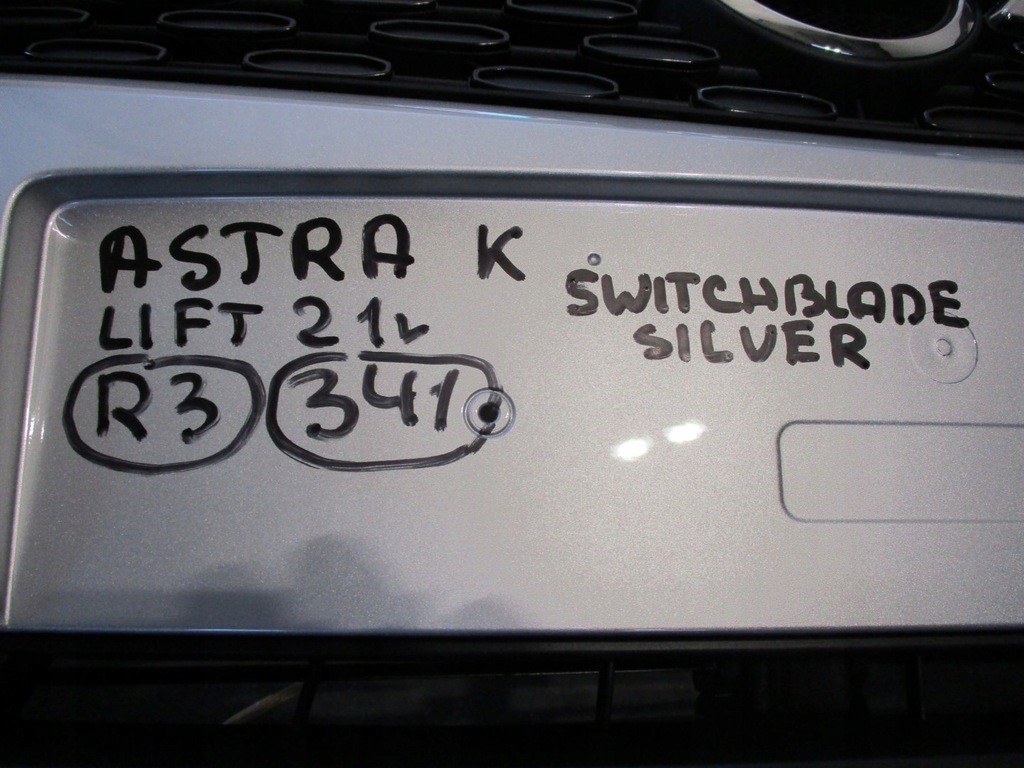 ASTRA K
LIFT 21r
R3 341
SWITCHBLADE
SILVER